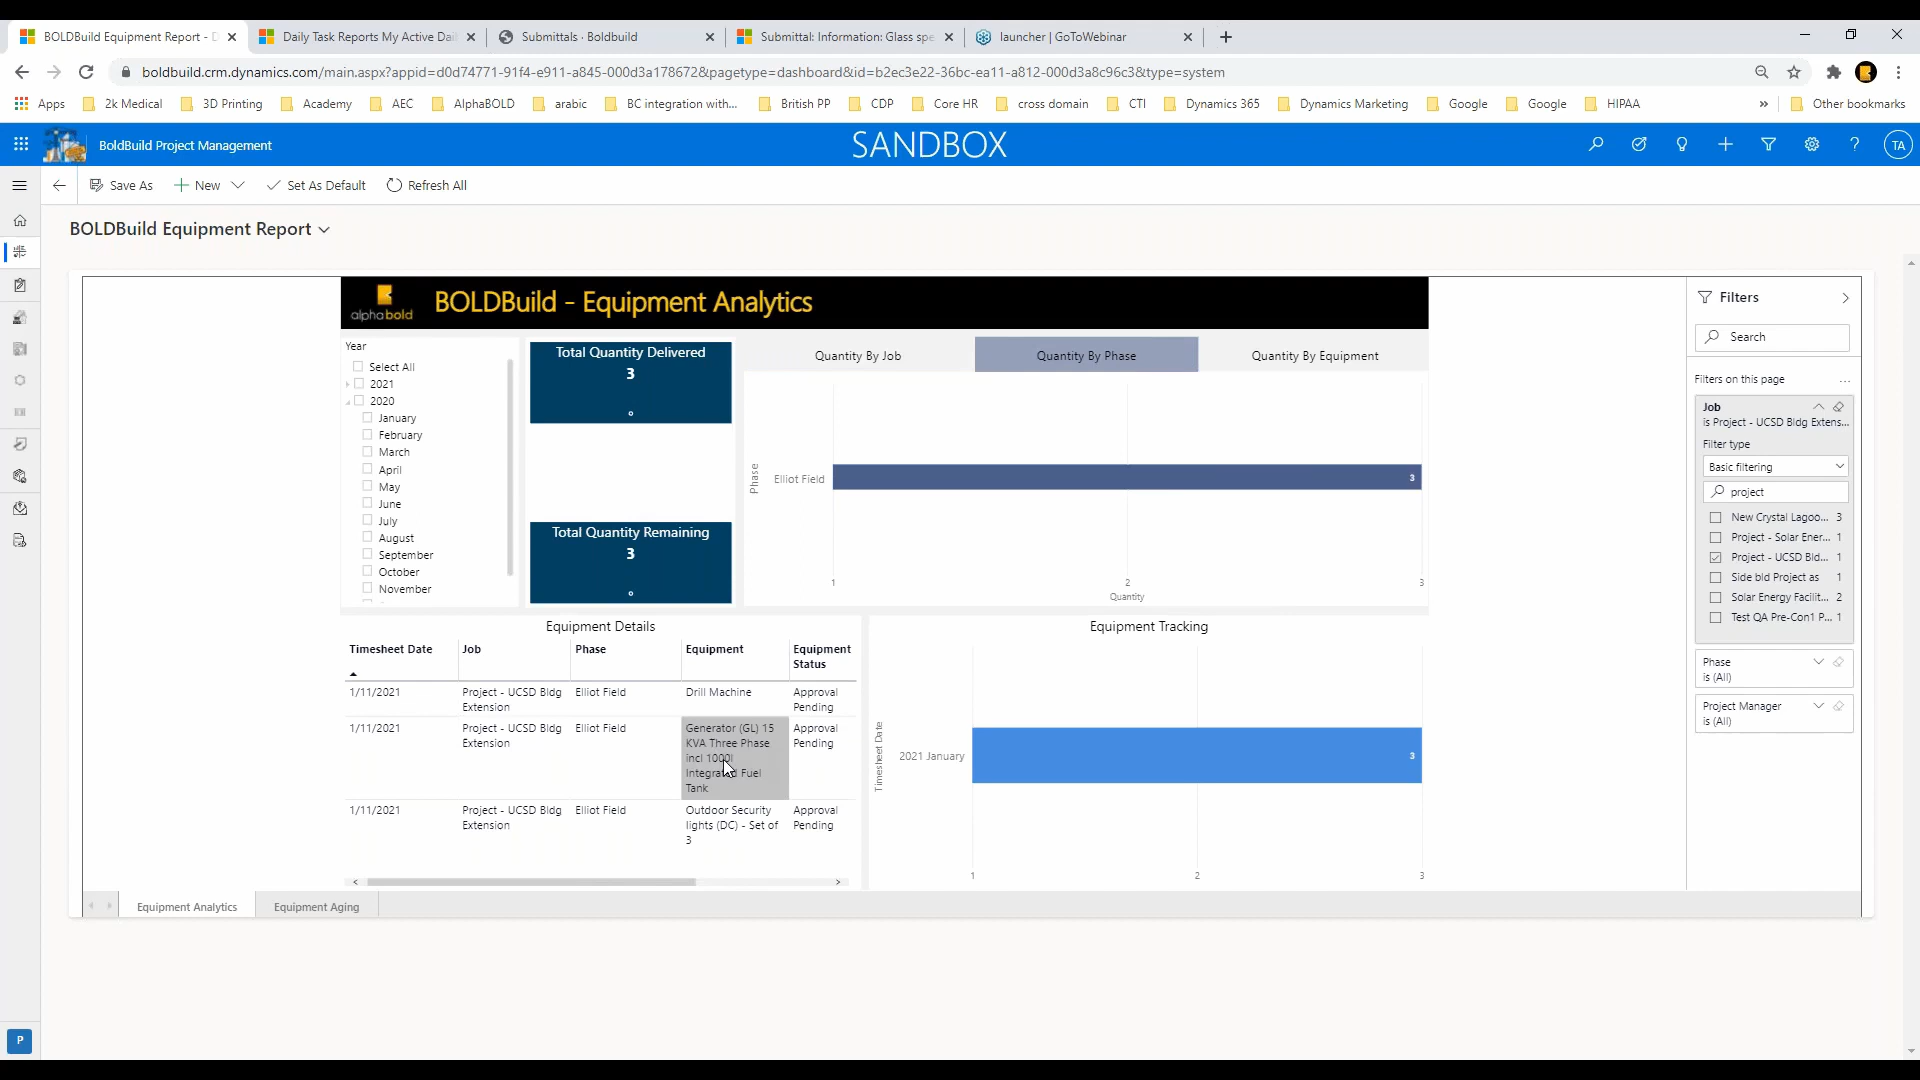 BOLDBuild Equipment Report - D
Daily Task Reports My Active Dai
Submittals - Boldbuild
Submittal: Information: Glass spe
launcher | GoToWebinar
boldbuild.crm.dynamics.com/main.aspx?appid=d0d74771-91f4-e911-a845-000d3a178672&pagetype=dashboard&id=b2ec3e22-36bc-ea11-a812-000d3a8c96c3&type=system
Apps 2k Medical 3D Printing Academy AEC AlphaBOLD arabic BC integration with... British PP CDP Core HR cross domain CTI Dynamics 365 Dynamics Marketing Google Google HIPAA » Other bookmarks
BoldBuild Project Management
SANDBOX
TA
Save As New Set As Default Refresh All
BOLDBuild Equipment Report
alphabold
BOLDBuild - Equipment Analytics
Year
Select All
2021
2020
January
February
March
April
May
June
July
August
September
October
November
Total Quantity Delivered
3
Total Quantity Remaining
3
Quantity By Job Quantity By Phase Quantity By Equipment
Phase
Elliot Field
3
1 2 3
Quantity
Equipment Details
Timesheet Date Job Phase Equipment Equipment
Status
1/11/2021 Project - UCSD Bldg Elliot Field Drill Machine Approval
Extension Pending
1/11/2021 Project - UCSD Bldg Elliot Field Generator (GL) 15 Approval
Extension KVA Three Phase Pending
incl 1000l
Integrated Fuel
Tank
1/11/2021 Project - UCSD Bldg Elliot Field Outdoor Security Approval
Extension lights (DC) - Set of Pending
3
Equipment Tracking
Timesheet Date
2021 January
3
1 2 3
Equipment Analytics Equipment Aging
Filters
Search
Filters on this page ...
Job
is Project - UCSD Bldg Extens...
Filter type
Basic filtering
project
New Crystal Lagoo... 3
Project - Solar Ener... 1
Project - UCSD Bld... 1
Side bld Project as 1
Solar Energy Facilit... 2
Test QA Pre-Con1 P... 1
Phase
is (All)
Project Manager
is (All)
P